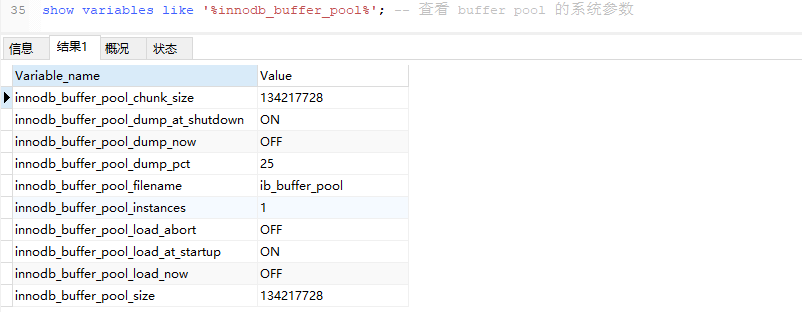 35 show variables like '%innodb_buffer_pool%'; -- 查看 buffer pool 的系统参数
信息 结果1 概况 状态
Variable_name Value
innodb_buffer_pool_chunk_size 134217728
innodb_buffer_pool_dump_at_shutdown ON
innodb_buffer_pool_dump_now OFF
innodb_buffer_pool_dump_pct 25
innodb_buffer_pool_filename ib_buffer_pool
innodb_buffer_pool_instances 1
innodb_buffer_pool_load_abort OFF
innodb_buffer_pool_load_at_startup ON
innodb_buffer_pool_load_now OFF
innodb_buffer_pool_size 134217728